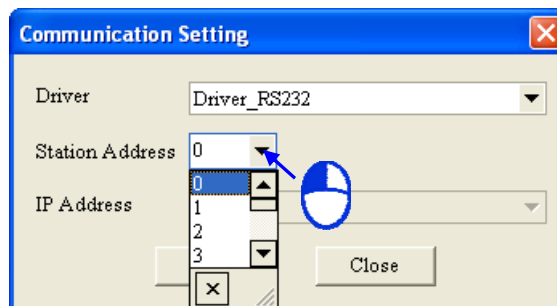 Communication Setting
Driver
Driver_RS232
Station Address
0
0
1
2
3
IP Address
Close